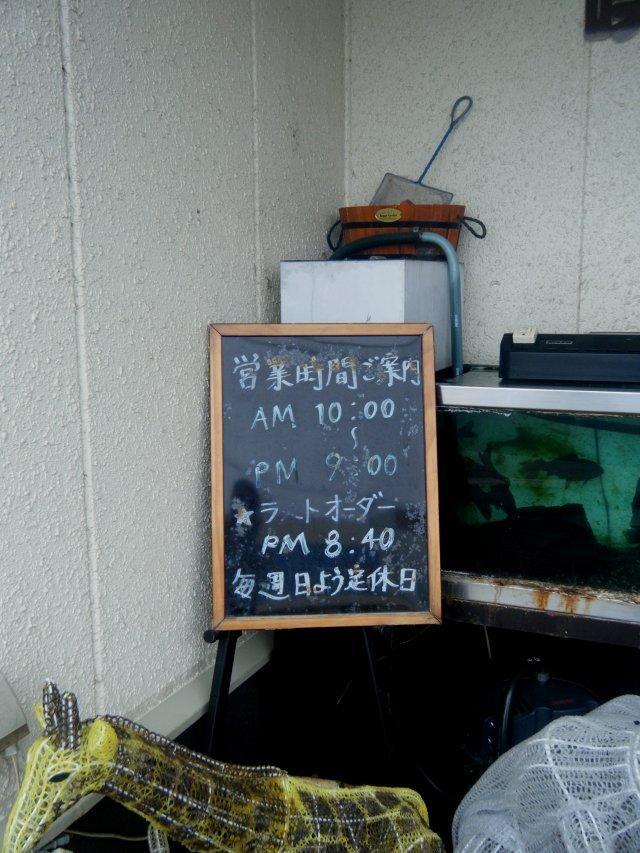 営業時間ご案内
AM 10:00
〜
PM 9:00
★ラートオーダー
PM 8:40
毎週日よう定休日